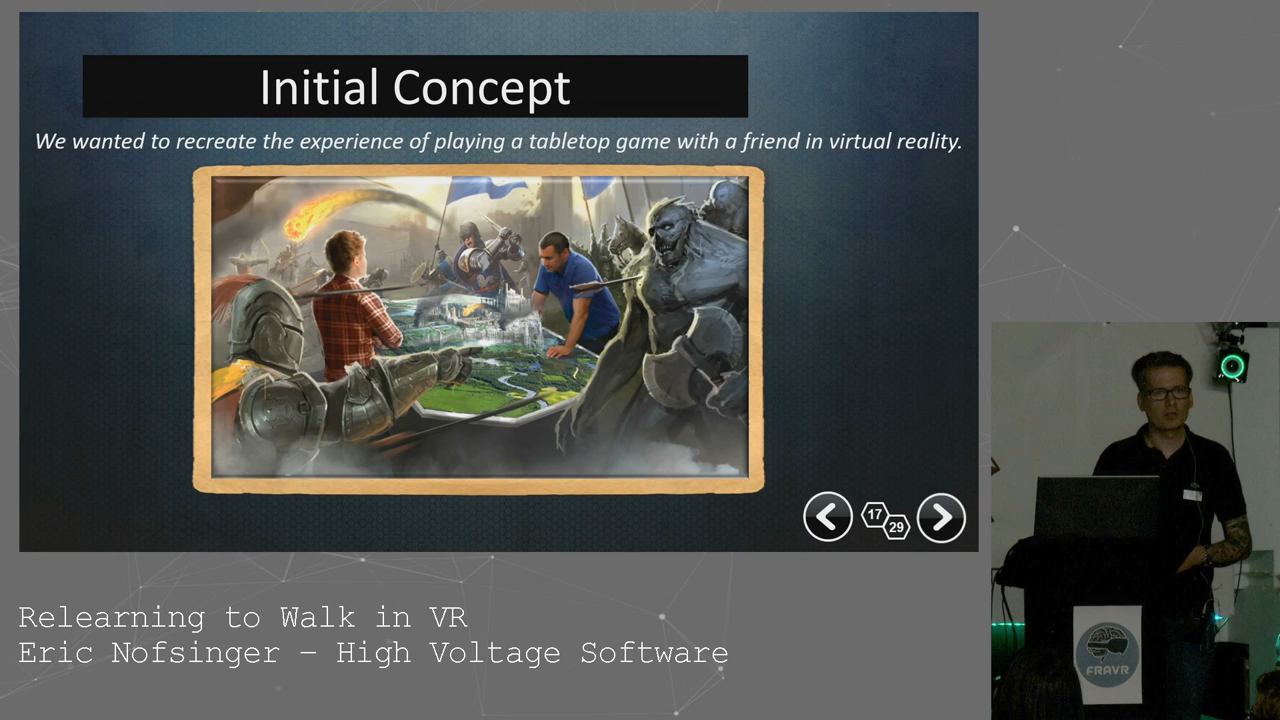 Initial Concept
We wanted to recreate the experience of playing a tabletop game with a friend in virtual reality.
17
29
Relearning to Walk in VR
Eric Nofsinger – High Voltage Software
FRAVR